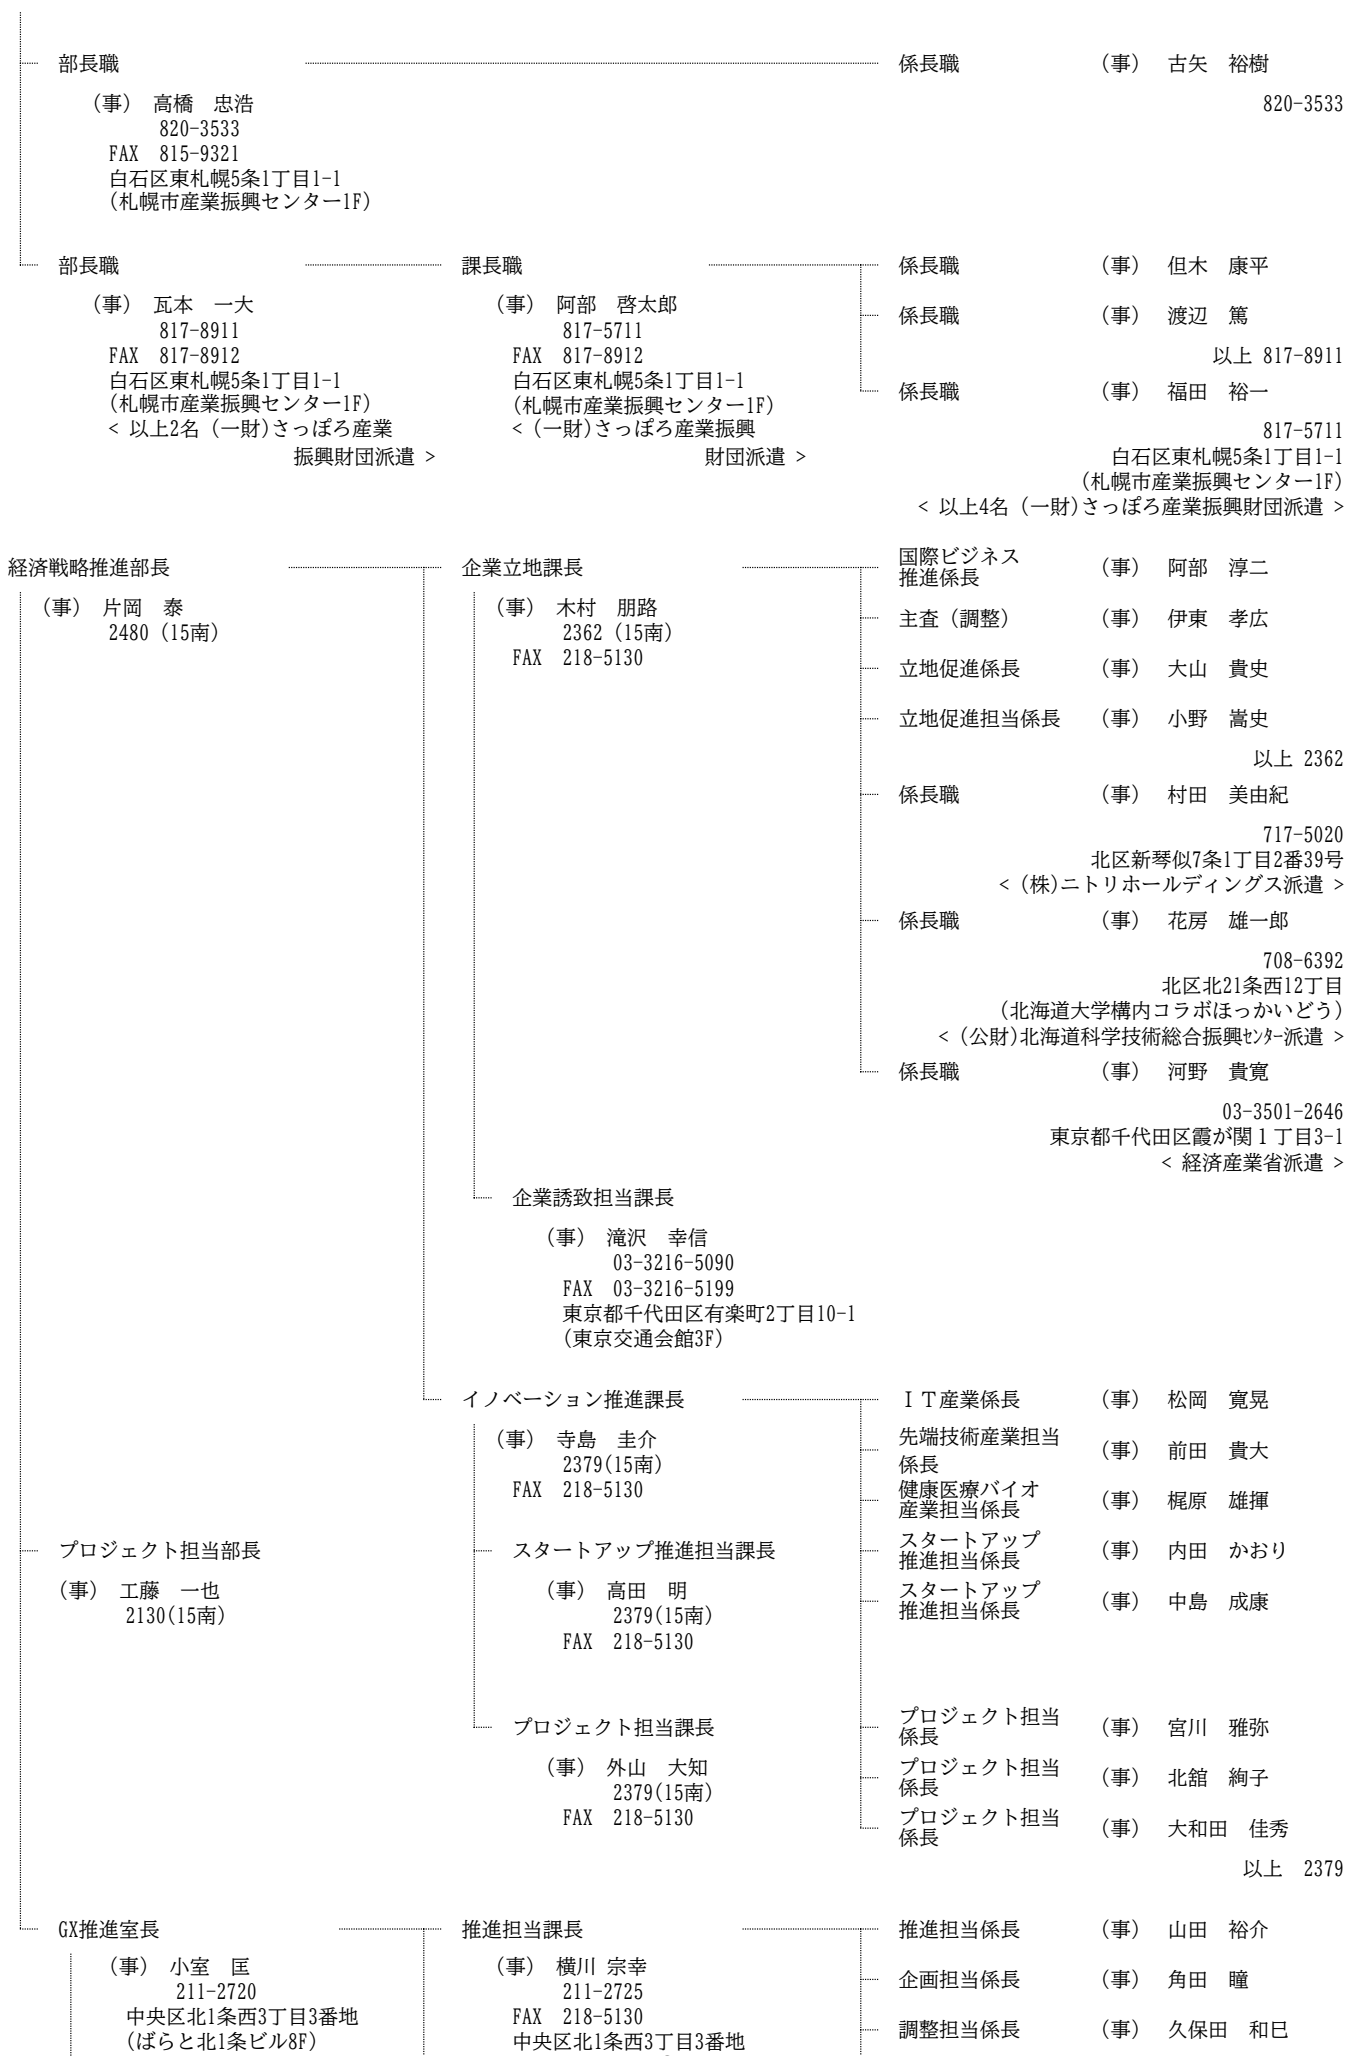 部長職
係長職 （事） 古矢　裕樹
（事） 高橋　忠浩
820-3533
820-3533
FAX　815-9321
白石区東札幌5条1丁目1-1
（札幌市産業振興センター1F）
部長職
（事） 瓦本　一大
817-8911
FAX　817-8912
白石区東札幌5条1丁目1-1
（札幌市産業振興センター1F）
< 以上2名（一財)さっぽろ産業
振興財団派遣 >
課長職
（事） 阿部　啓太郎
817-5711
FAX　817-8912
白石区東札幌5条1丁目1-1
（札幌市産業振興センター1F）
<（一財)さっぽろ産業振興
財団派遣 >
係長職 （事） 但木　康平
係長職 （事） 渡辺　篤
以上 817-8911
係長職 （事） 福田　裕一
817-5711
白石区東札幌5条1丁目1-1
（札幌市産業振興センター1F）
< 以上4名（一財)さっぽろ産業振興財団派遣 >
経済戦略推進部長
（事） 片岡　泰
2480（15南）
企業立地課長
（事） 木村　朋路
2362（15南）
FAX　218-5130
国際ビジネス
推進係長 （事） 阿部　淳二
主査（調整） （事） 伊東　孝広
立地促進係長 （事） 大山　貴史
立地促進担当係長 （事） 小野　嵩史
以上 2362
係長職 （事） 村田　美由紀
717-5020
北区新琴似7条1丁目2番39号
<（株)ニトリホールディングス派遣 >
係長職 （事） 花房　雄一郎
708-6392
北区北21条西12丁目
（北海道大学構内コラボほっかいどう）
<（公財)北海道科学技術総合振興ｾﾝﾀｰ派遣 >
係長職 （事） 河野　貴寛
03-3501-2646
東京都千代田区霞が関１丁目3-1
< 経済産業省派遣 >
企業誘致担当課長
（事） 滝沢　幸信
03-3216-5090
FAX　03-3216-5199
東京都千代田区有楽町2丁目10-1
（東京交通会館3F）
イノベーション推進課長
（事） 寺島　圭介
2379(15南)
FAX　218-5130
ＩＴ産業係長 （事） 松岡　寛晃
先端技術産業担当
係長 （事） 前田　貴大
健康医療バイオ
産業担当係長 （事） 梶原　雄揮
プロジェクト担当部長
（事） 工藤　一也
2130(15南)
スタートアップ推進担当課長
（事） 高田　明
2379(15南)
FAX　218-5130
スタートアップ
推進担当係長 （事） 内田　かおり
スタートアップ
推進担当係長 （事） 中島　成康
プロジェクト担当課長
（事） 外山　大知
2379(15南)
FAX　218-5130
プロジェクト担当
係長 （事） 宮川　雅弥
プロジェクト担当
係長 （事） 北舘　絢子
プロジェクト担当
係長 （事） 大和田　佳秀
以上　2379
GX推進室長
（事） 小室　匡
211-2720
中央区北1条西3丁目3番地
（ばらと北1条ビル8F）
推進担当課長
（事） 横川 宗幸
211-2725
FAX　218-5130
中央区北1条西3丁目3番地
推進担当係長 （事） 山田　裕介
企画担当係長 （事） 角田　瞳
調整担当係長 （事） 久保田　和巳